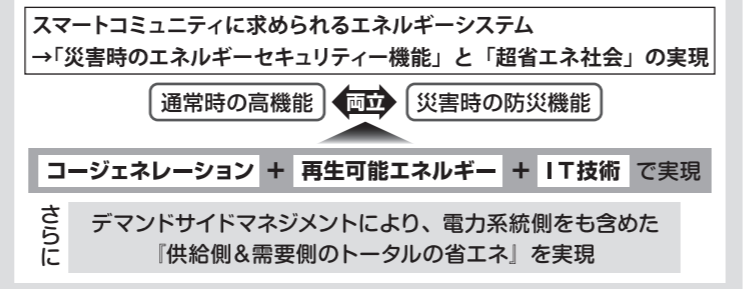 スマートコミュニティに求められるエネルギーシステム
→「災害時のエネルギーセキュリティー機能」と「超省エネ社会」の実現
通常時の高機能 両立 災害時の防災機能
コージェネレーション + 再生可能エネルギー + IT技術 で実現
さらに
デマンドサイドマネジメントにより、電力系統側をも含めた
『供給側&需要側のトータルの省エネ』を実現